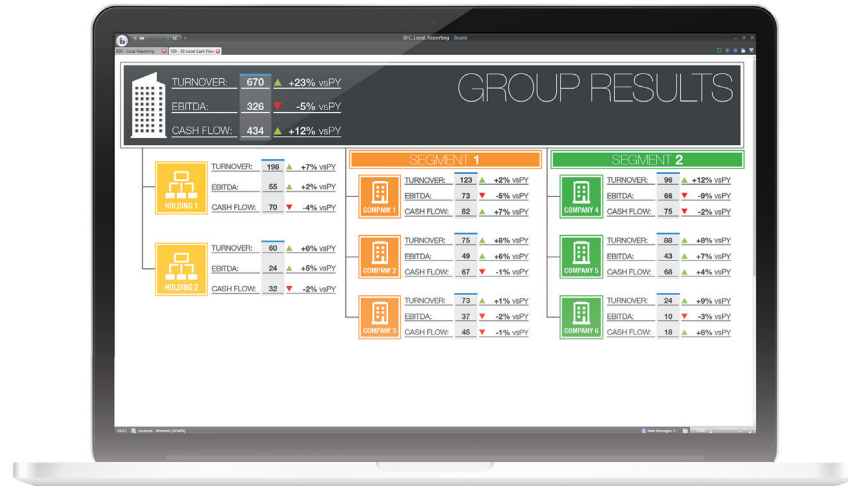 BFC_Local Reporting - Board
100 - 03 Local Cash Flow
GROUP RESULTS
TURNOVER: 670 +23% vsPY
EBITDA: 326 -5% vsPY
CASH FLOW: 434 +12% vsPY
HOLDING 1
TURNOVER: 198 +7% vsPY
EBITDA: 55 +2% vsPY
CASH FLOW: 70 -4% vsPY
HOLDING 2
TURNOVER: 60 +6% vsPY
EBITDA: 24 +5% vsPY
CASH FLOW: 32 -2% vsPY
SEGMENT 1
COMPANY 1
TURNOVER: 123 +2% vsPY
EBITDA: 73 -5% vsPY
CASH FLOW: 82 +7% vsPY
COMPANY 2
TURNOVER: 75 +8% vsPY
EBITDA: 49 +6% vsPY
CASH FLOW: 67 -1% vsPY
COMPANY 3
TURNOVER: 73 +1% vsPY
EBITDA: 37 -2% vsPY
CASH FLOW: 45 -1% vsPY
SEGMENT 2
COMPANY 4
TURNOVER: 96 +12% vsPY
EBITDA: 66 -9% vsPY
CASH FLOW: 75 -2% vsPY
COMPANY 5
TURNOVER: 88 +8% vsPY
EBITDA: 43 +7% vsPY
CASH FLOW: 68 +4% vsPY
COMPANY 6
TURNOVER: 24 +9% vsPY
EBITDA: 10 -3% vsPY
CASH FLOW: 18 +6% vsPY